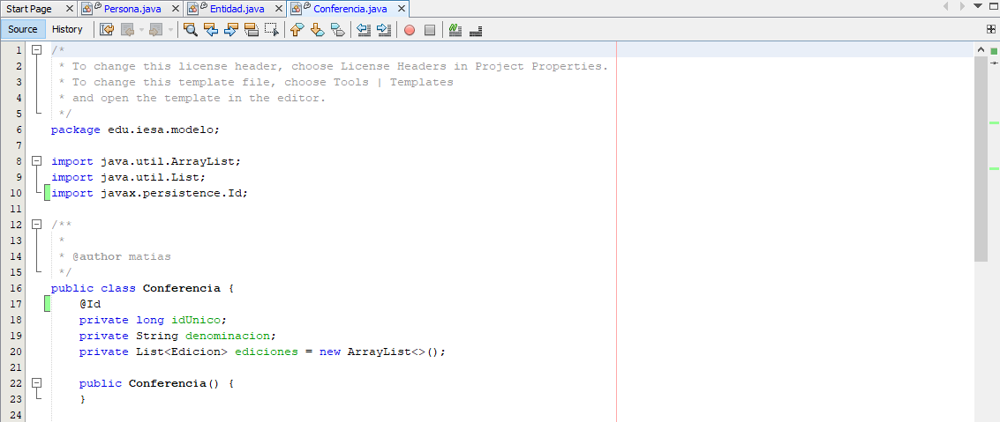 Start Page Persona.java Entidad.java Conferencia.java
Source History
1 /*
2 * To change this license header, choose License Headers in Project Properties.
3 * To change this template file, choose Tools | Templates
4 * and open the template in the editor.
5 */
6 package edu.iesa.modelo;
7
8 import java.util.ArrayList;
9 import java.util.List;
10 import javax.persistence.Id;
11
12 /**
13 *
14 * @author matias
15 */
16 public class Conferencia {
17 @Id
18 private long idUnico;
19 private String denominacion;
20 private List<Edicion> ediciones = new ArrayList<>();
21
22 public Conferencia() {
23 }
24